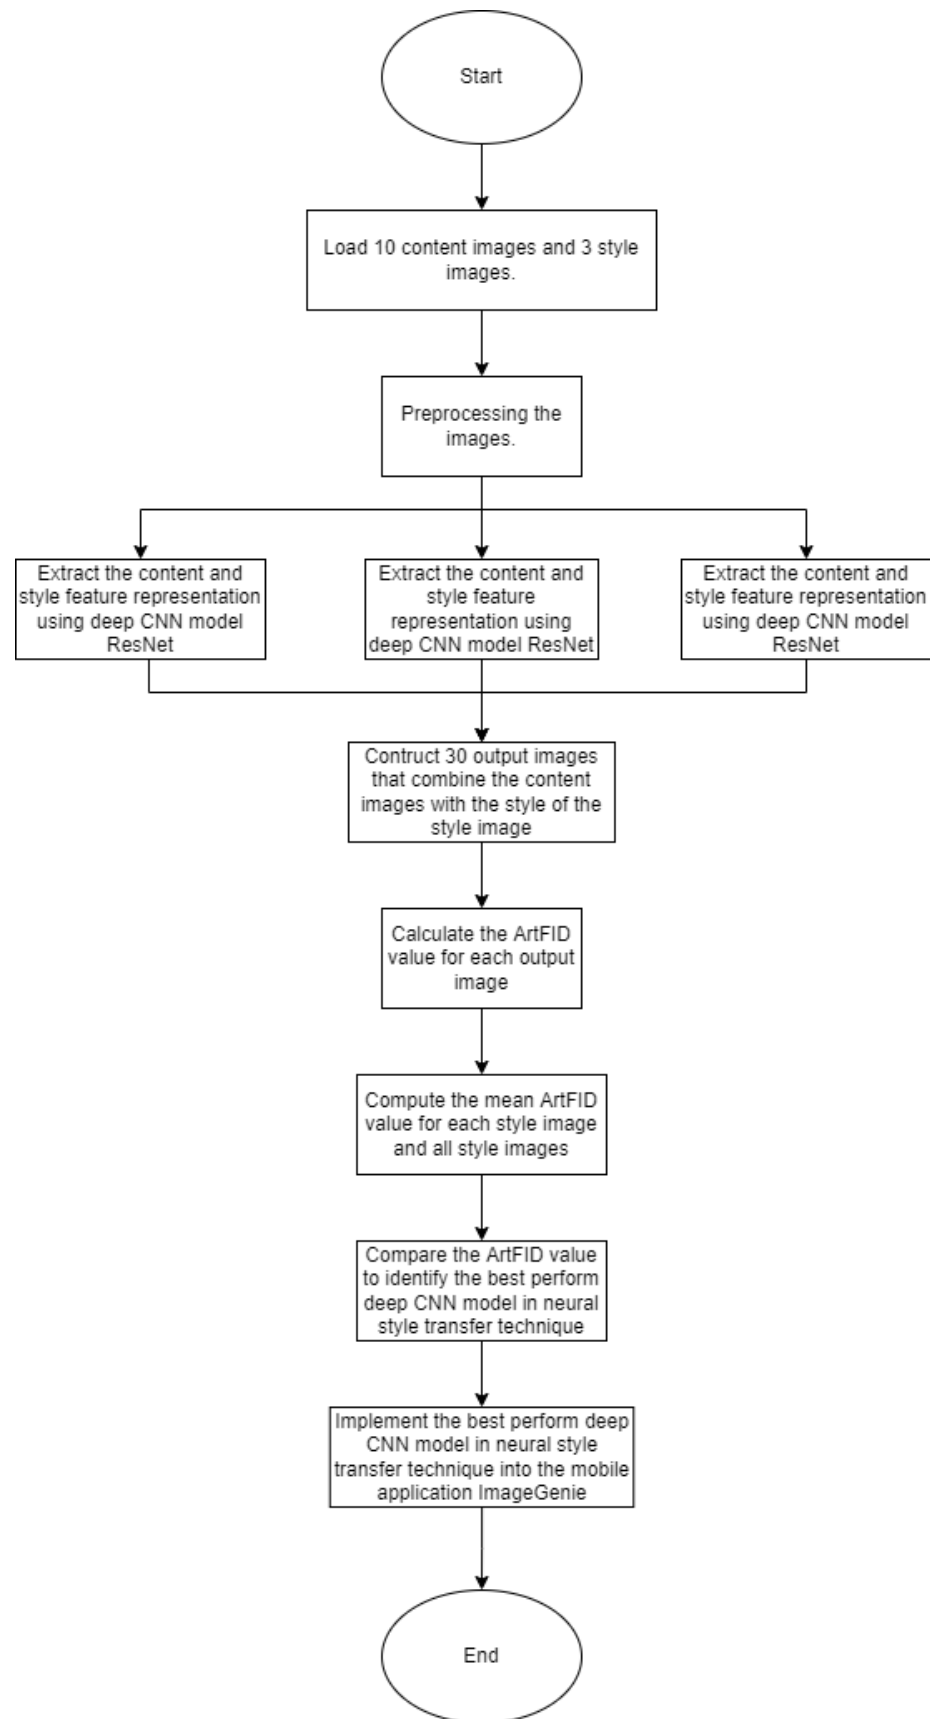 Start
Load 10 content images and 3 style
images.
Preprocessing the
images.
Extract the content and
style feature representation
using deep CNN model
ResNet
Extract the content and
style feature
representation using
deep CNN model ResNet
Extract the content and
style feature representation
using deep CNN model
ResNet
Contruct 30 output images
that combine the content
images with the style of the
style image
Calculate the ArtFID
value for each output
image
Compute the mean ArtFID
value for each style image
and all style images
Compare the ArtFID value
to identify the best perform
deep CNN model in neural
style transfer technique
Implement the best perform deep
CNN model in neural style
transfer technique into the mobile
application ImageGenie
End